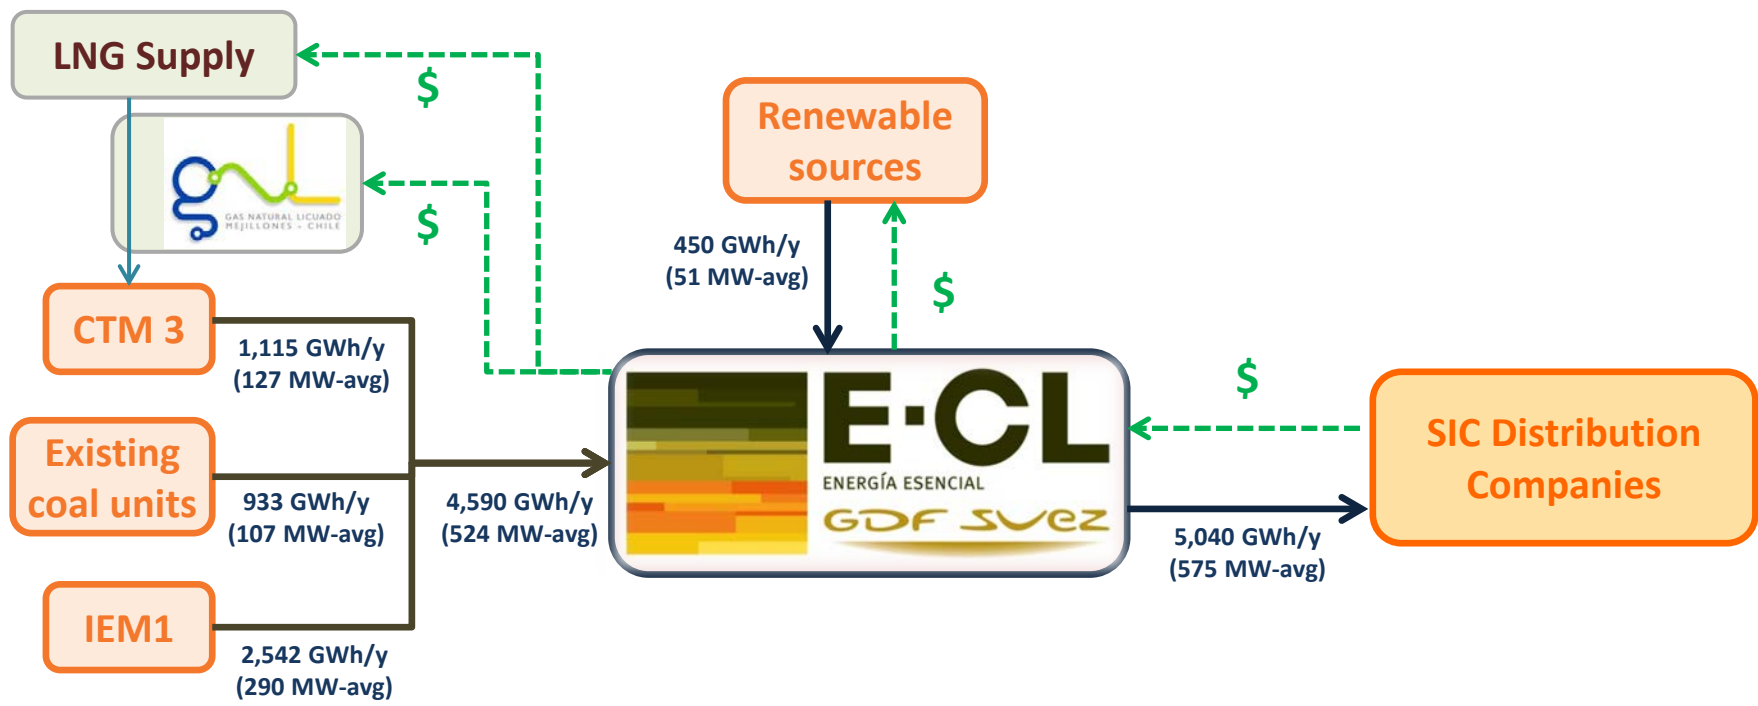 LNG Supply
$
gnl
GAS NATURAL LICUADO
MEJILLONES - CHILE
$
Renewable
sources
450 GWh/y
(51 MW-avg)
$
CTM 3
1,115 GWh/y
(127 MW-avg)
Existing
coal units
933 GWh/y
(107 MW-avg)
IEM1
2,542 GWh/y
(290 MW-avg)
4,590 GWh/y
(524 MW-avg)
E·CL
ENERGÍA ESENCIAL
GDF SUEZ
$
SIC Distribution
Companies
5,040 GWh/y
(575 MW-avg)